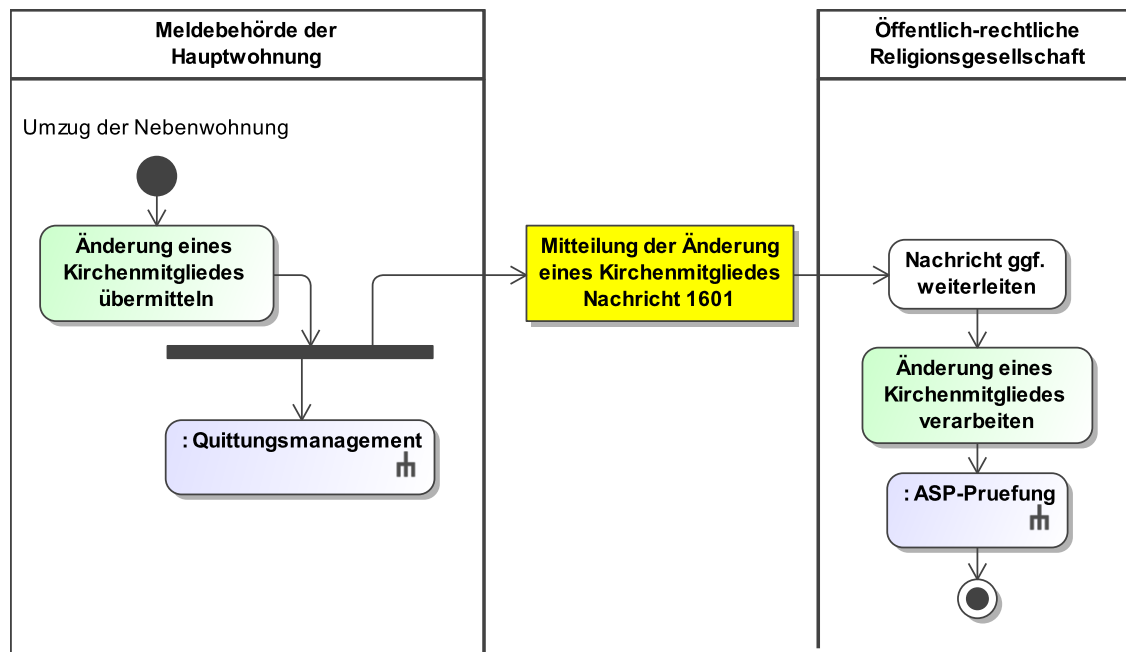 Meldebehörde der
Hauptwohnung
Öffentlich-rechtliche
Religionsgesellschaft
Umzug der Nebenwohnung
Änderung eines
Kirchenmitgliedes
übermitteln
: Quittungsmanagement
Mitteilung der Änderung
eines Kirchenmitgliedes
Nachricht 1601
Nachricht ggf.
weiterleiten
Änderung eines
Kirchenmitgliedes
verarbeiten
: ASP-Pruefung